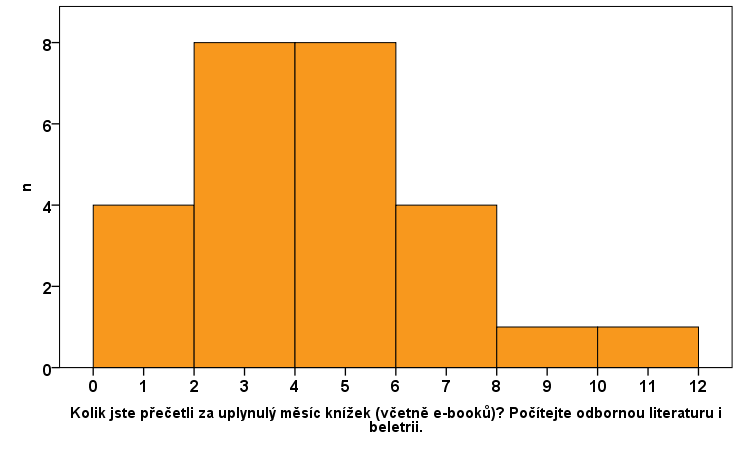 8
6
4
2
0
n
0 1 2 3 4 5 6 7 8 9 10 11 12
Kolik jste přečetli za uplynulý měsíc knížek (včetně e-booků)? Počítejte odbornou literaturu i
beletrii.